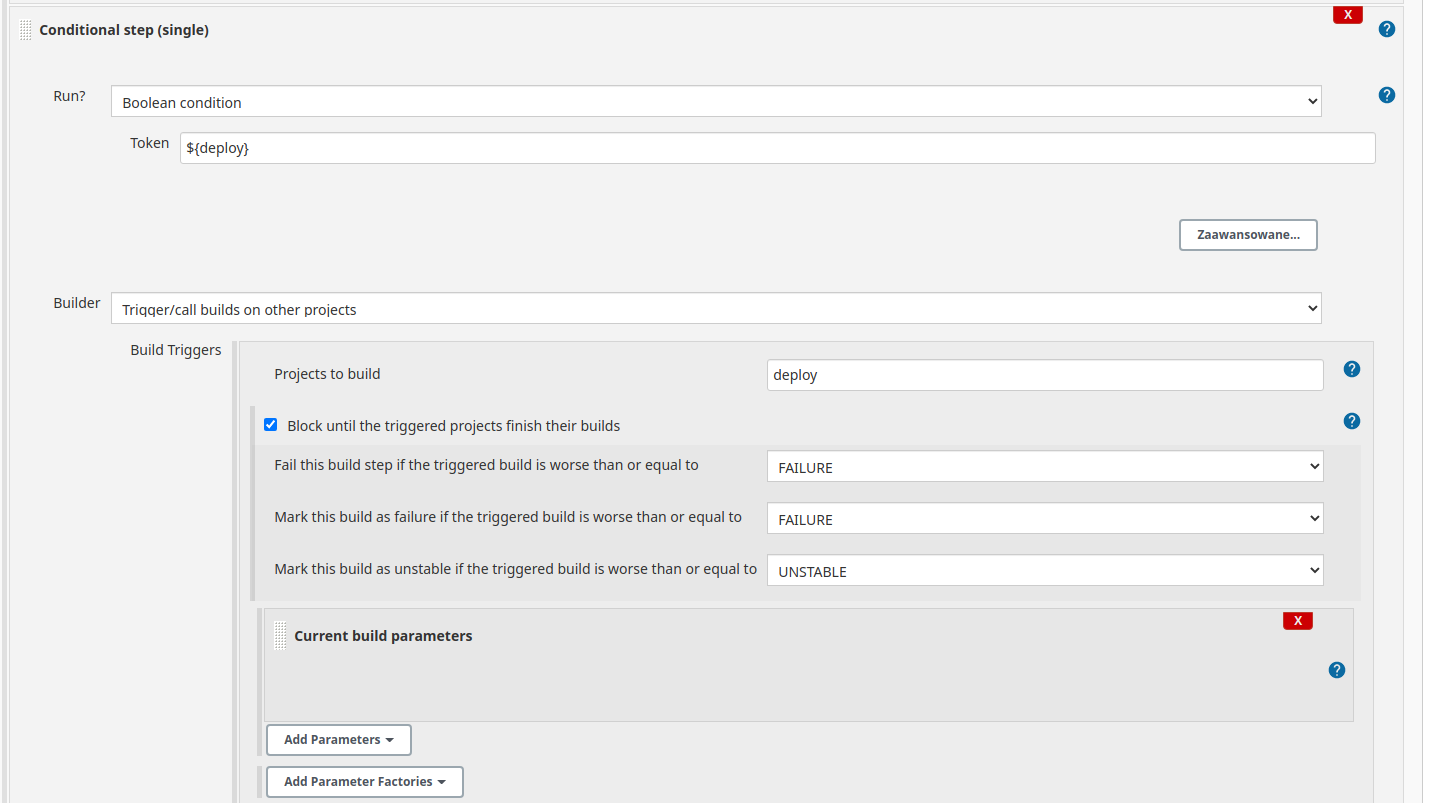 X
Conditional step (single)
?
Run?
Boolean condition
?
Token
${deploy}
Zaawansowane...
Builder
Trigger/call builds on other projects
Build Triggers
Projects to build
deploy
?
Block until the triggered projects finish their builds
?
Fail this build step if the triggered build is worse than or equal to
FAILURE
Mark this build as failure if the triggered build is worse than or equal to
FAILURE
Mark this build as unstable if the triggered build is worse than or equal to
UNSTABLE
X
Current build parameters
?
Add Parameters
Add Parameter Factories